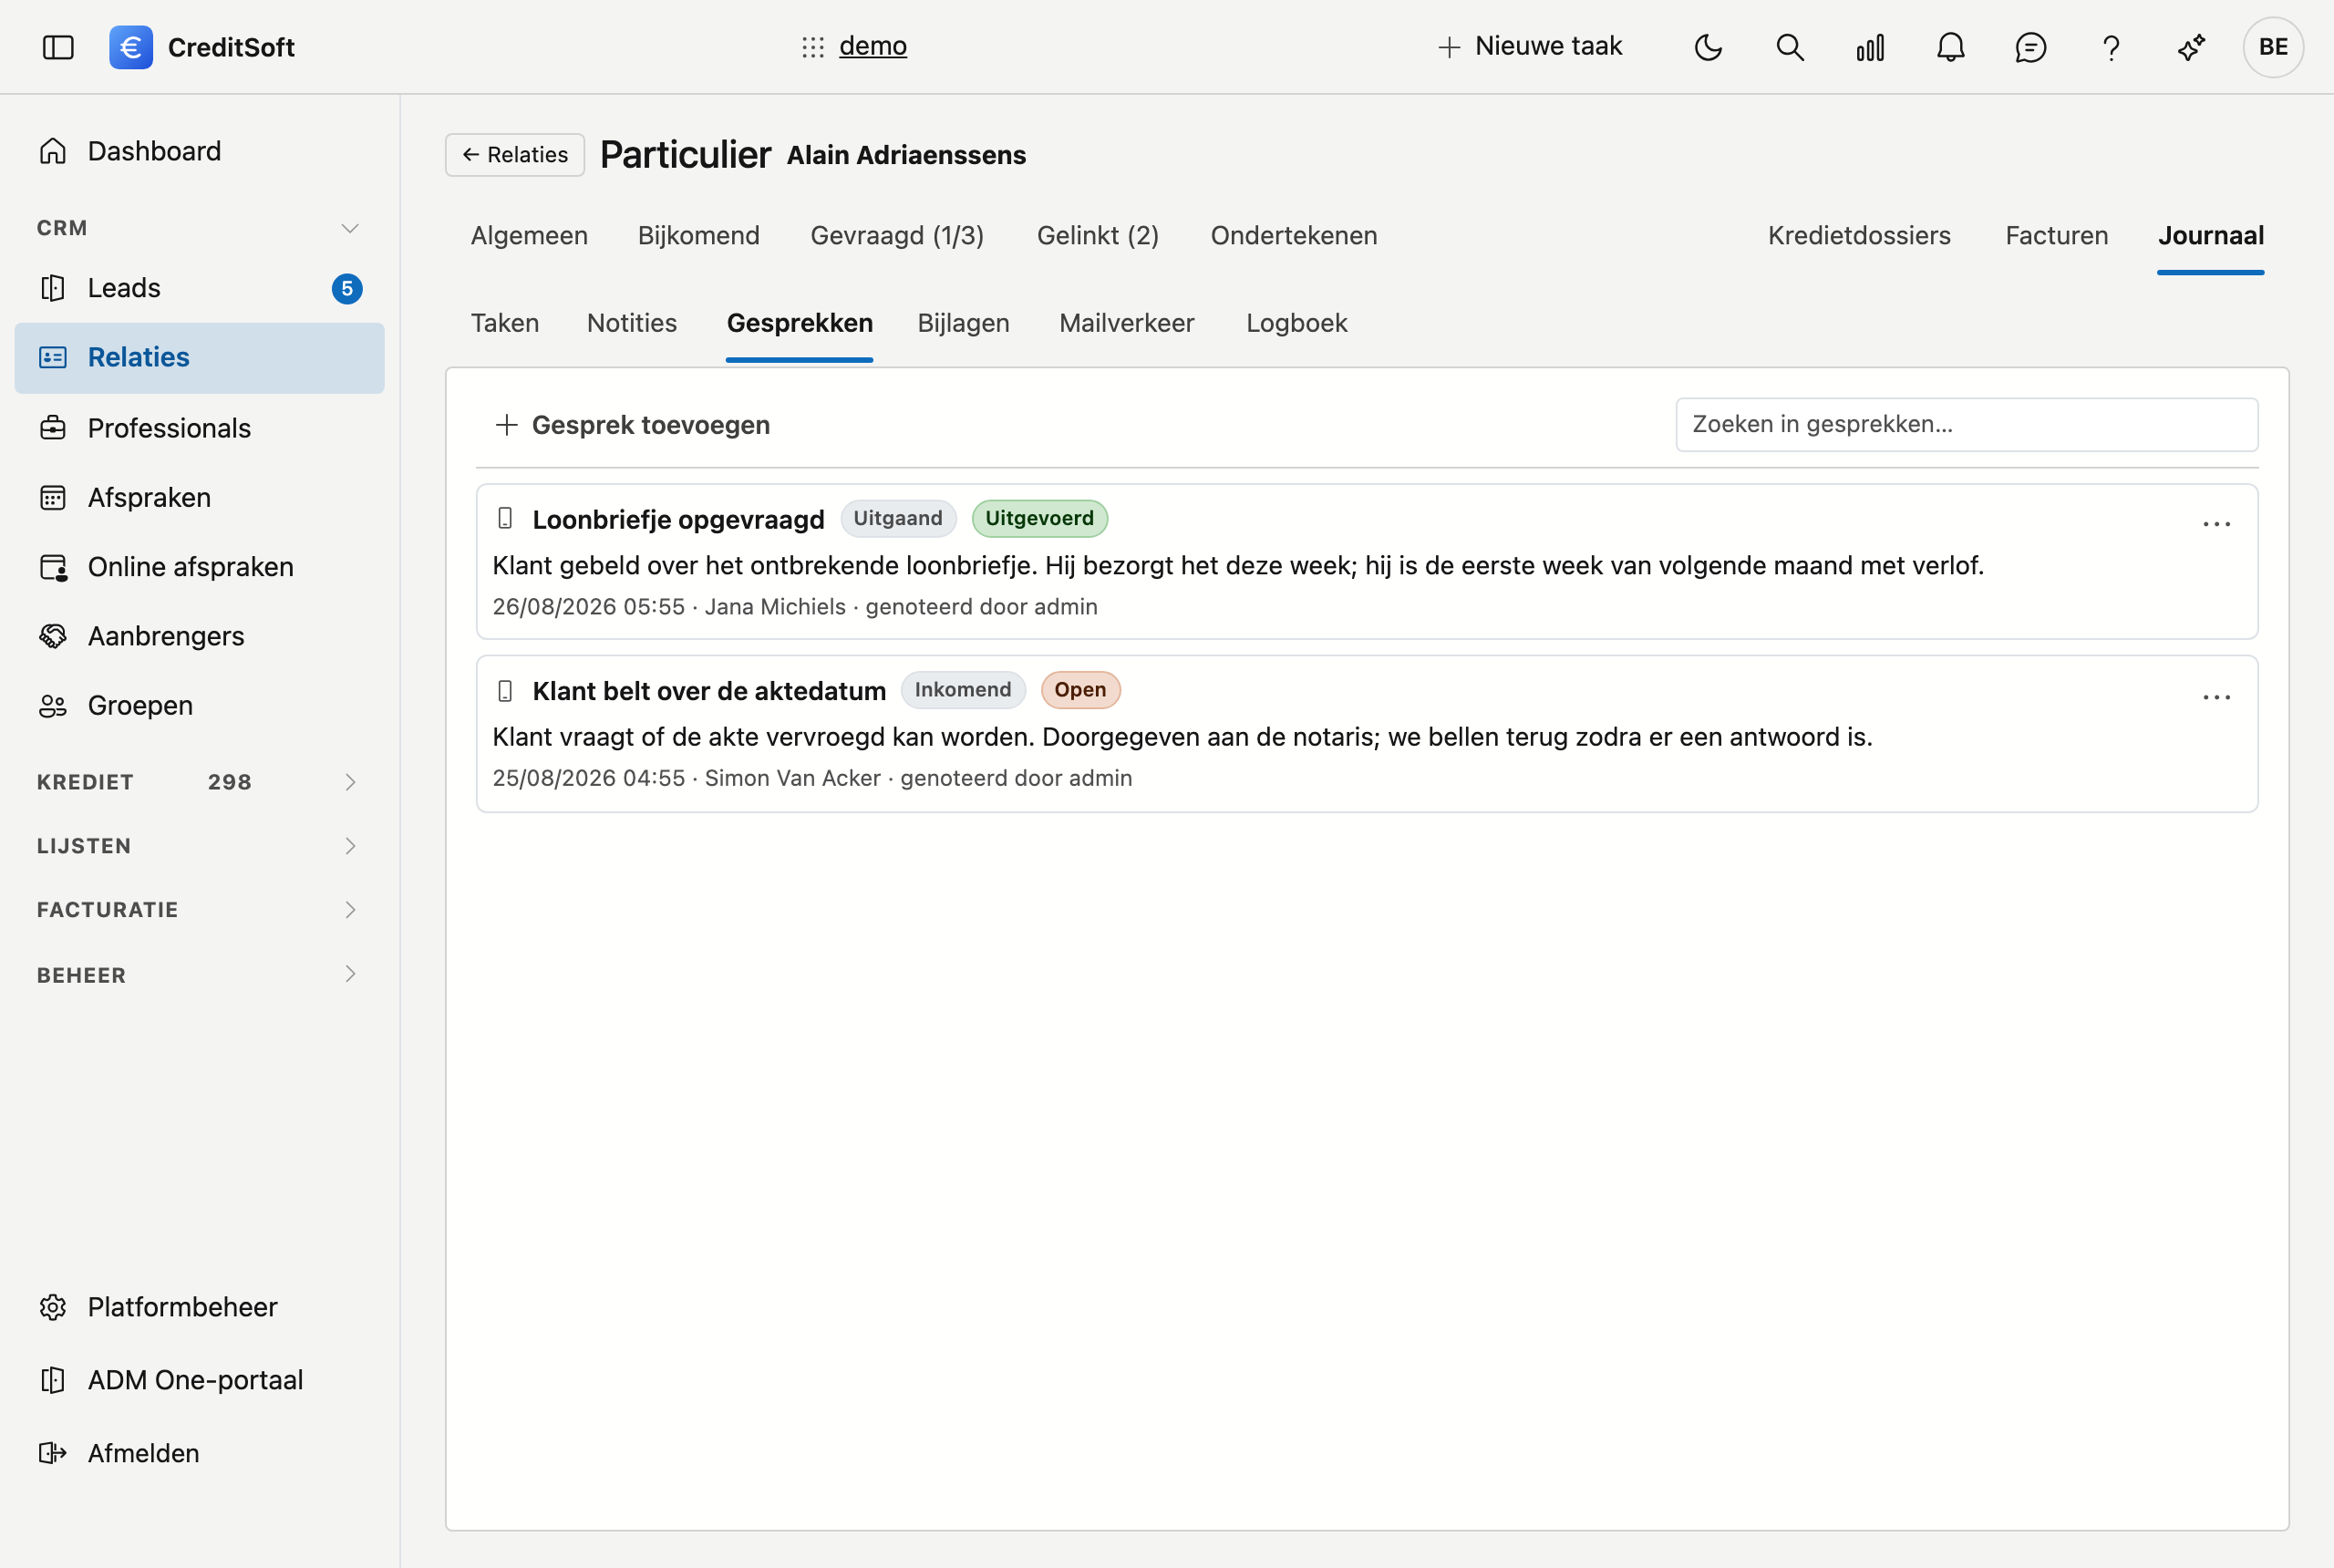 CreditSoft
demo
Nieuwe taak
BE
Dashboard
CRM
Leads 5
Relaties
Professionals
Afspraken
Online afspraken
Aanbrengers
Groepen
KREDIET 298
LIJSTEN
FACTURATIE
BEHEER
Platformbeheer
ADM One-portaal
Afmelden
← Relaties Particulier Alain Adriaenssens
Algemeen Bijkomend Gevraagd (1/3) Gelinkt (2) Ondertekenen Kredietdossiers Facturen Journaal
Taken Notities Gesprekken Bijlagen Mailverkeer Logboek
Gesprek toevoegen Zoeken in gesprekken...
Loonbriefje opgevraagd Uitgaand Uitgevoerd
Klant gebeld over het ontbrekende loonbriefje. Hij bezorgt het deze week; hij is de eerste week van volgende maand met verlof.
26/08/2026 05:55 · Jana Michiels · genoteerd door admin
Klant belt over de aktedatum Inkomend Open
Klant vraagt of de akte vervroegd kan worden. Doorgegeven aan de notaris; we bellen terug zodra er een antwoord is.
25/08/2026 04:55 · Simon Van Acker · genoteerd door admin